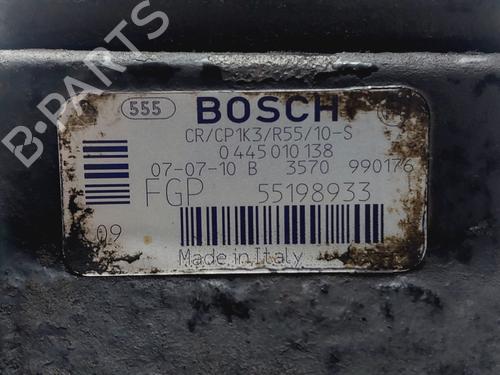 B-PARTS
555 BOSCH
CR/CP1K3/R55/10-S
0 445 010 138
07-07-10 B 3570 990176
FGP 55198933
09
Made in Italy